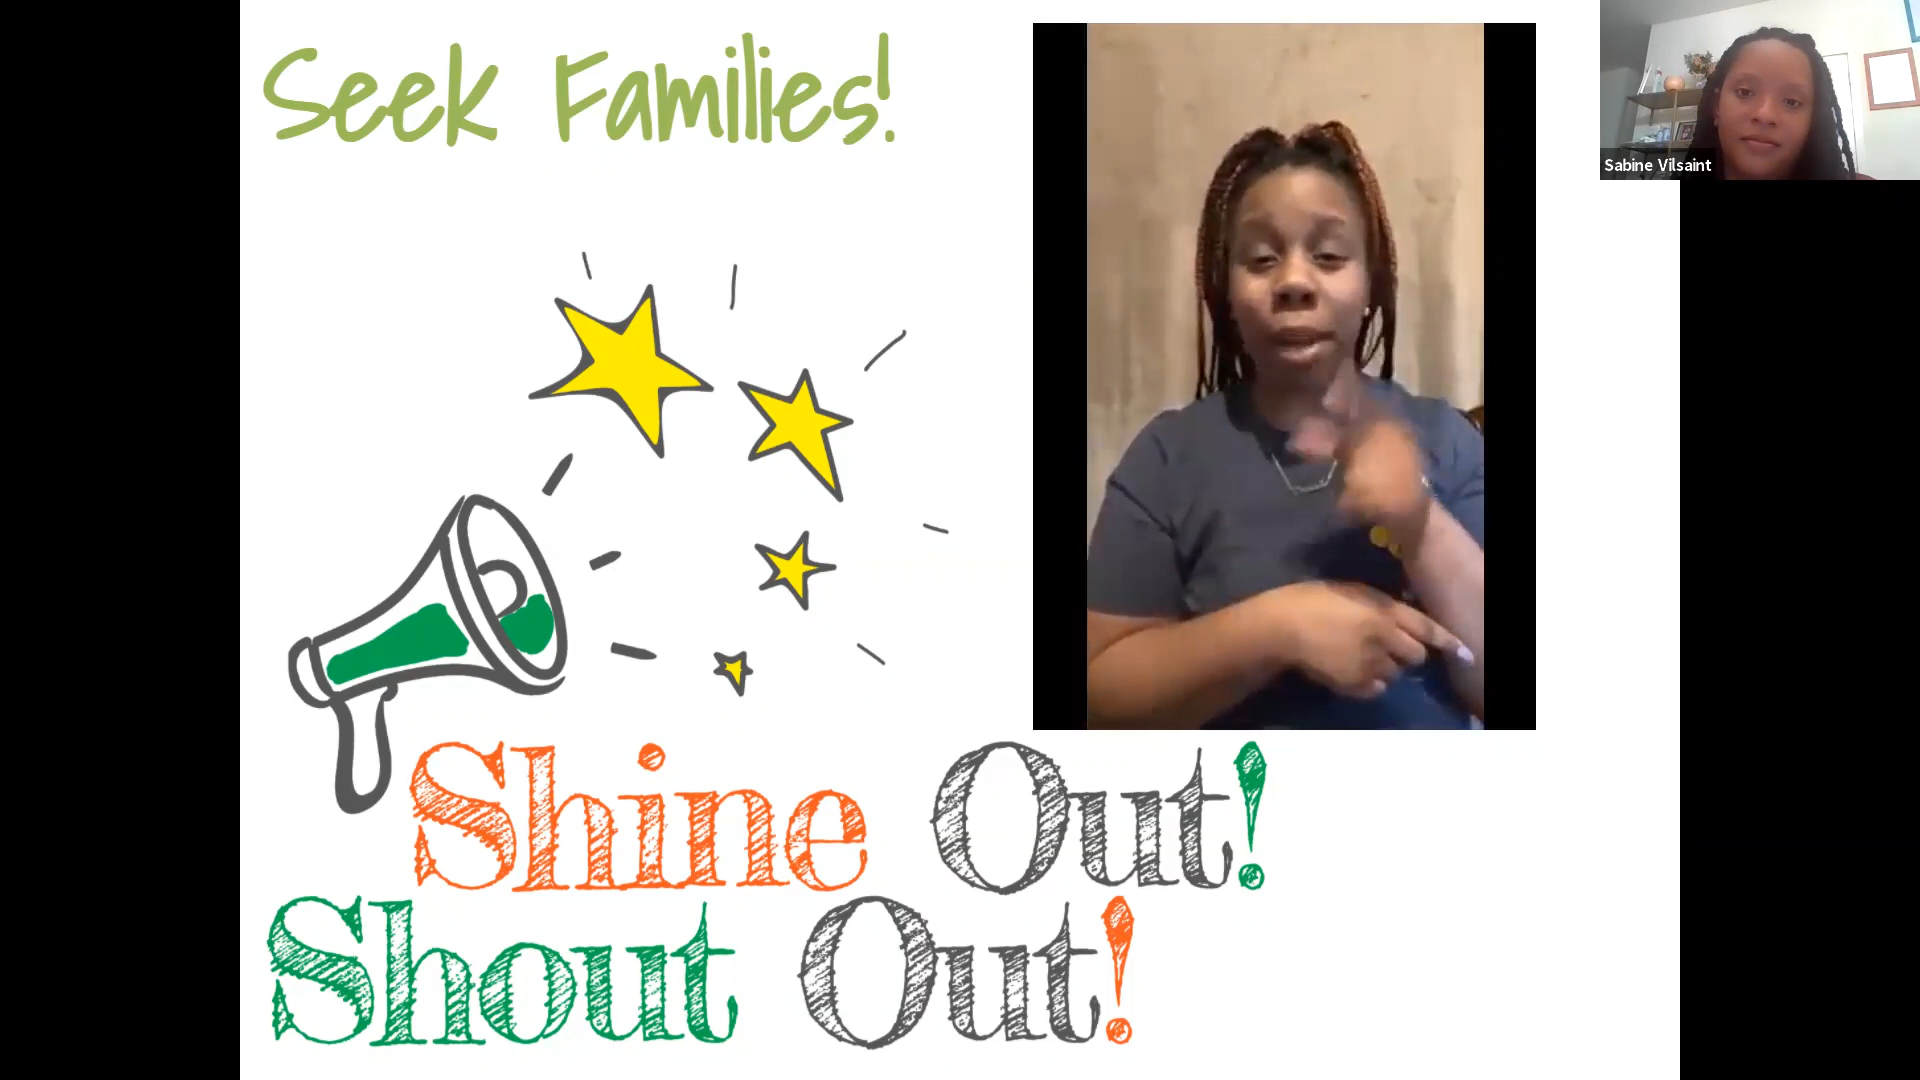 Seek Families!
Sabine Vilsaint
Shine Out!
Shout Out!